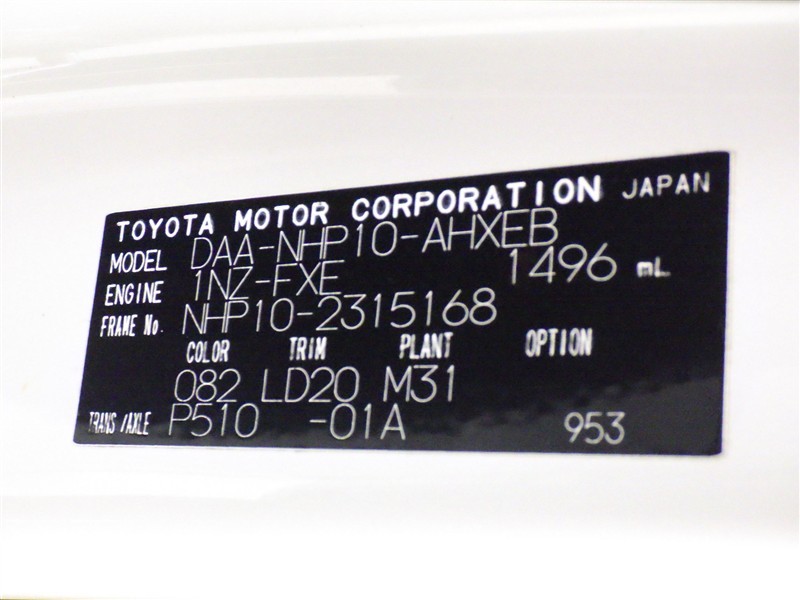 TOYOTA MOTOR CORPORATION JAPAN
MODEL DAA-NHP10-AHXEB
ENGINE 1NZ-FXE 1496 mL
FRAME No. NHP10-2315168
COLOR TRIM PLANT OPTION
082 LD20 M31
TRANS/AXLE P510 -01A 953